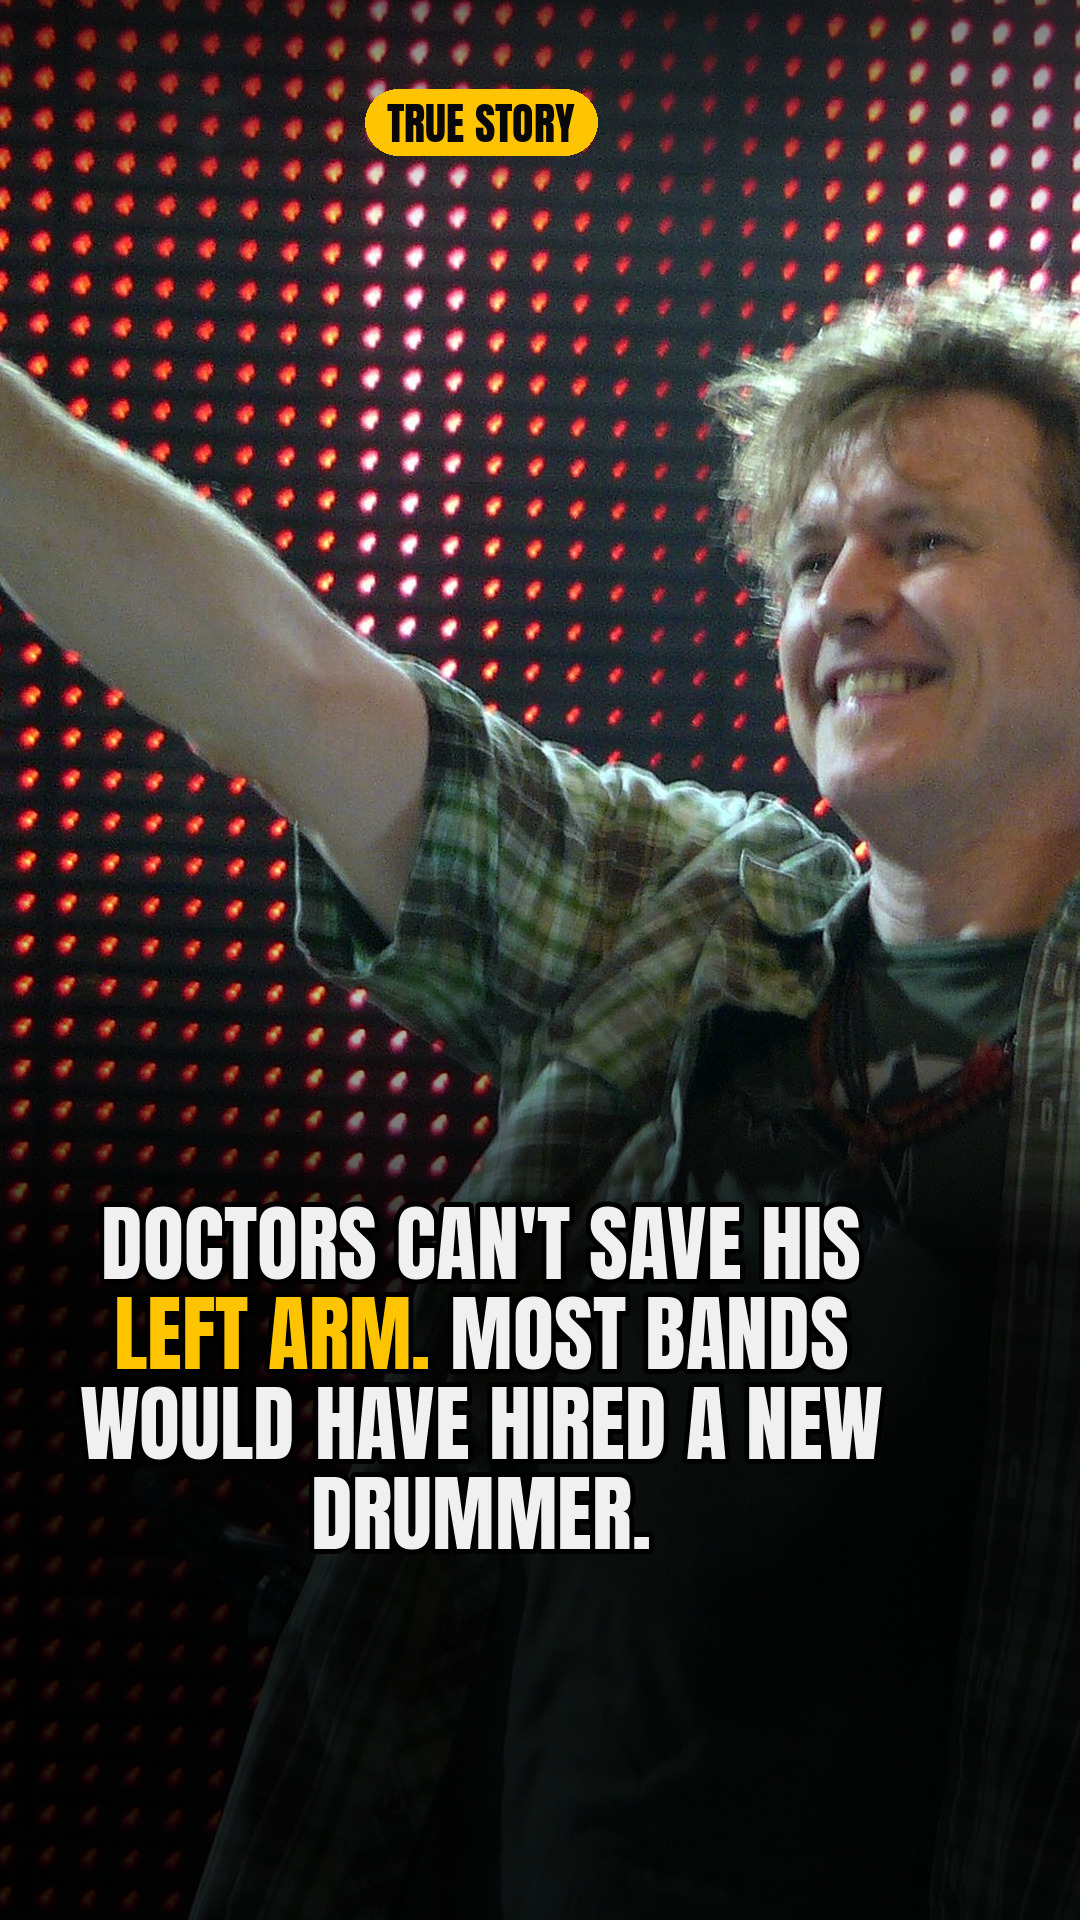 TRUE STORY
DOCTORS CAN'T SAVE HIS
LEFT ARM. MOST BANDS
WOULD HAVE HIRED A NEW
DRUMMER.